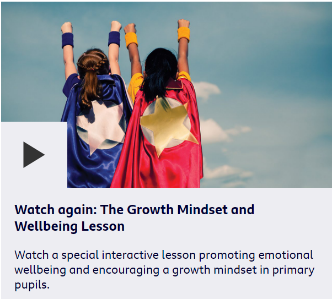 Watch again: The Growth Mindset and
Wellbeing Lesson
Watch a special interactive lesson promoting emotional
wellbeing and encouraging a growth mindset in primary
pupils.